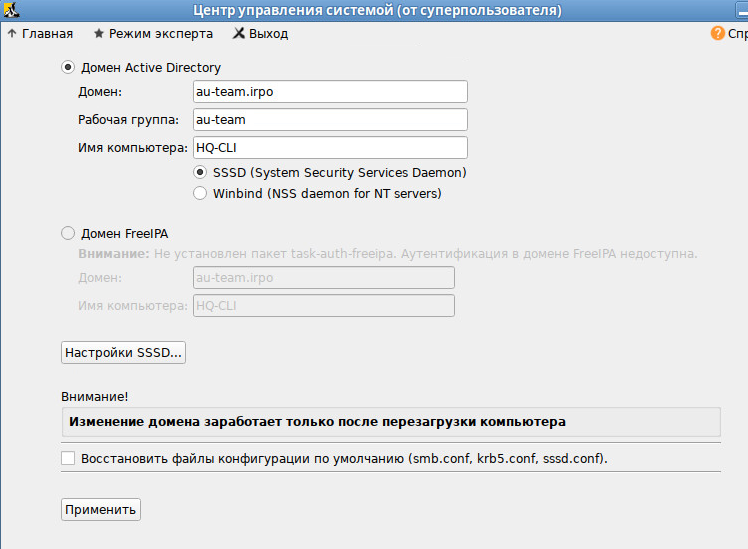 Центр управления системой (от суперпользователя)
Главная Режим эксперта Выход
Домен Active Directory
Домен: au-team.irpo
Рабочая группа: au-team
Имя компьютера: HQ-CLI
SSSD (System Security Services Daemon)
Winbind (NSS daemon for NT servers)
Домен FreeIPA
Внимание: Не установлен пакет task-auth-freeipa. Аутентификация в домене FreeIPA недоступна.
Домен: au-team.irpo
Имя компьютера: HQ-CLI
Настройки SSSD...
Внимание!
Изменение домена заработает только после перезагрузки компьютера
Восстановить файлы конфигурации по умолчанию (smb.conf, krb5.conf, sssd.conf).
Применить